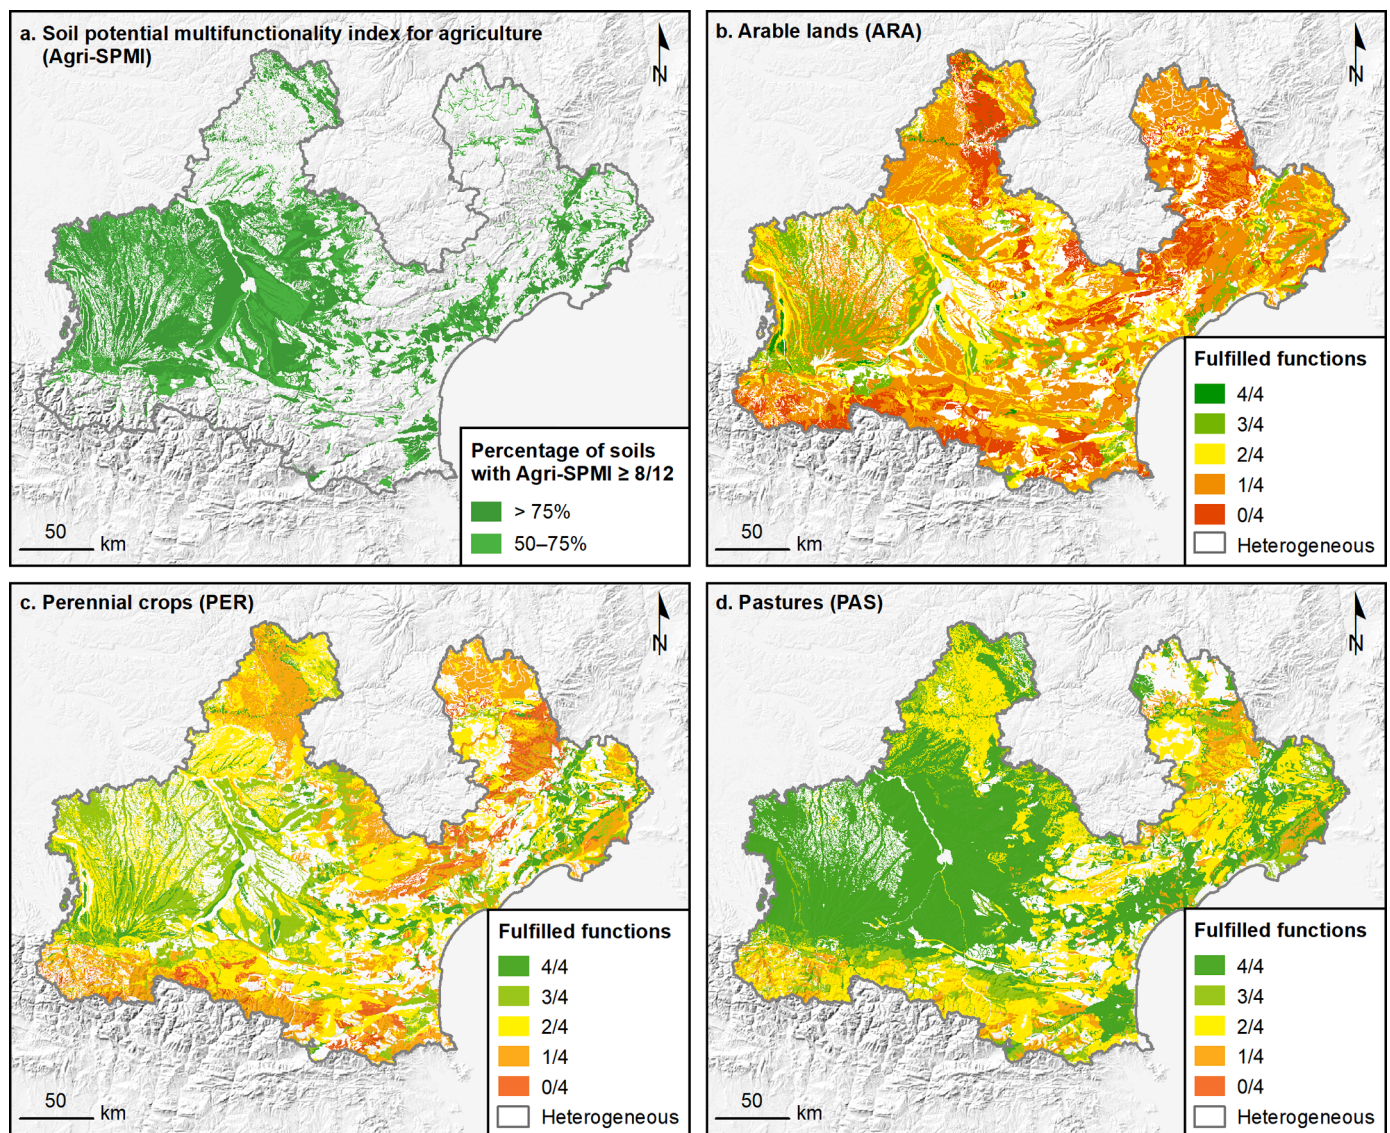 a. Soil potential multifunctionality index for agriculture
(Agri-SPMI)
N
Percentage of soils
with Agri-SPMI ≥ 8/12
> 75%
50–75%
50
km
b. Arable lands (ARA)
N
Fulfilled functions
4/4
3/4
2/4
1/4
0/4
Heterogeneous
50
km
c. Perennial crops (PER)
N
Fulfilled functions
4/4
3/4
2/4
1/4
0/4
Heterogeneous
50
km
d. Pastures (PAS)
N
Fulfilled functions
4/4
3/4
2/4
1/4
0/4
Heterogeneous
50
km